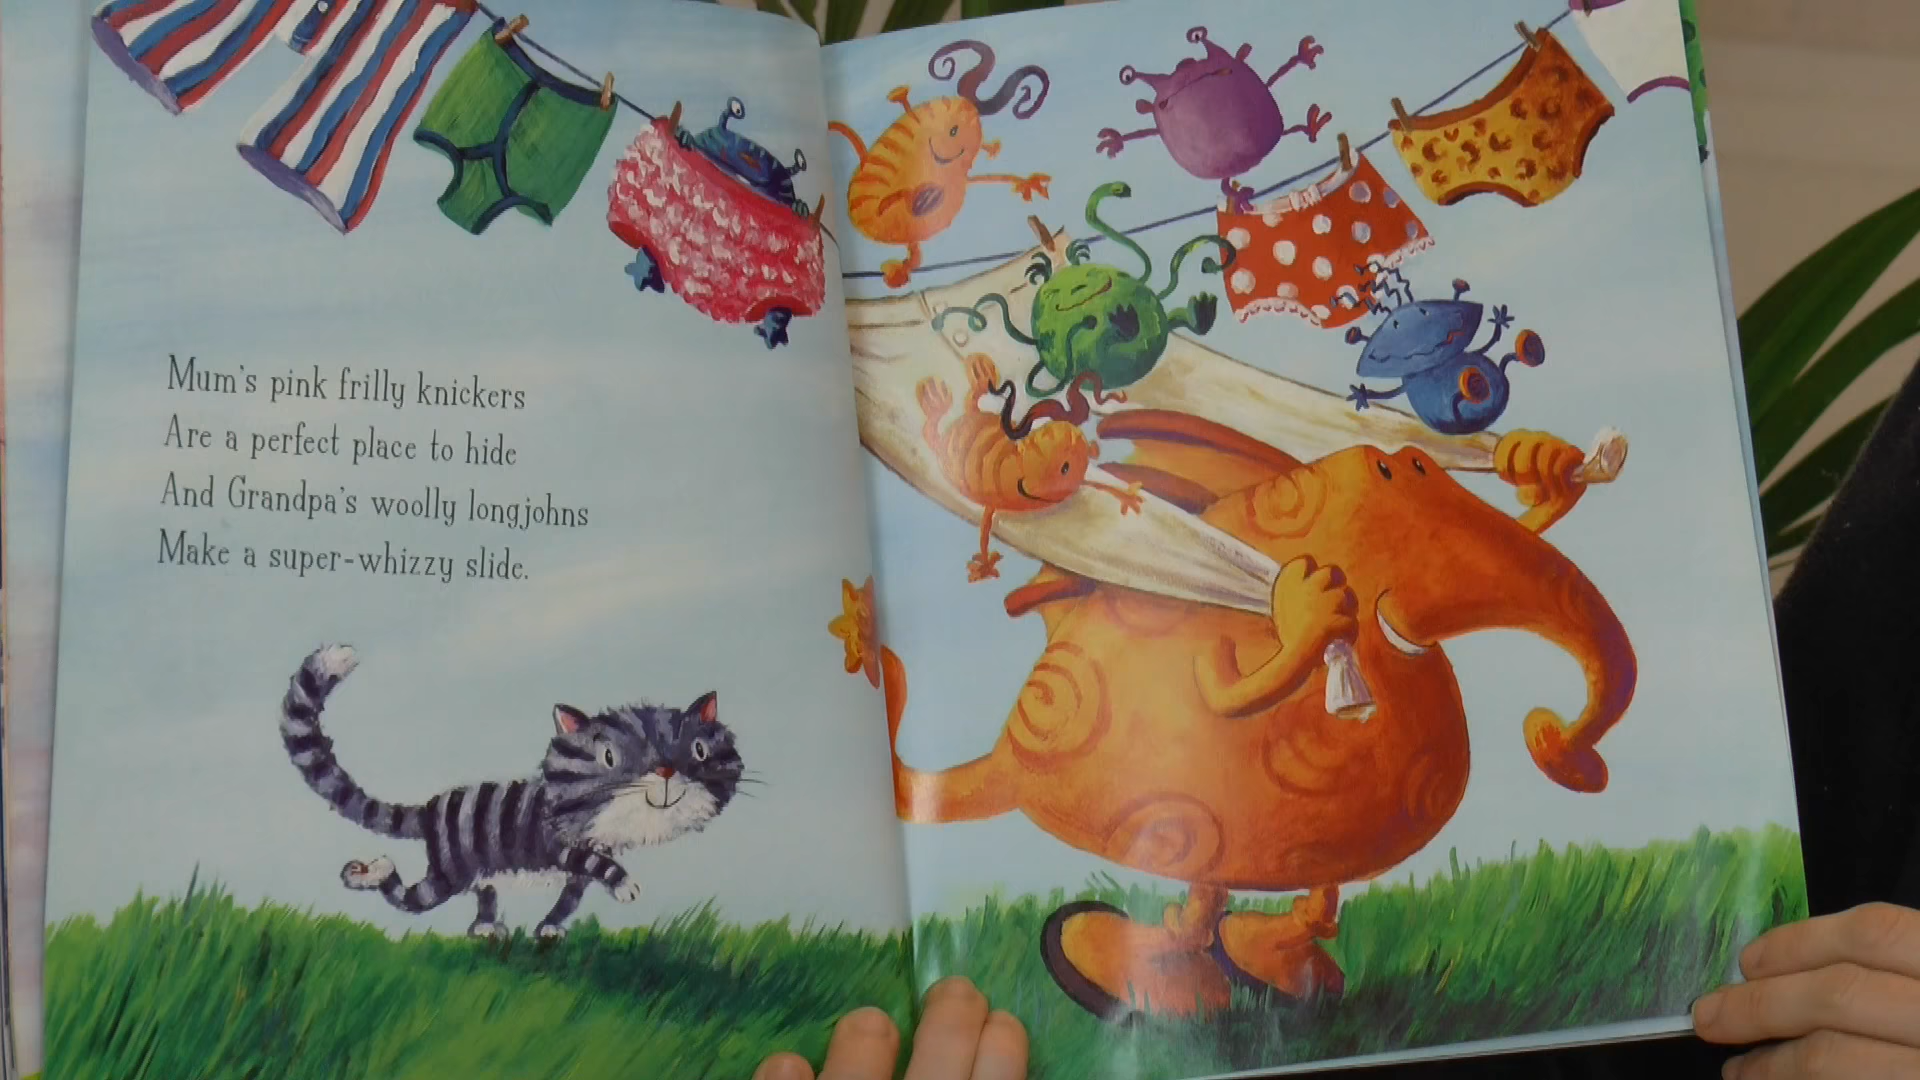 Mum's pink frilly knickers
Are a perfect place to hide
And Grandpa's woolly longjohns
Make a super-whizzy slide.